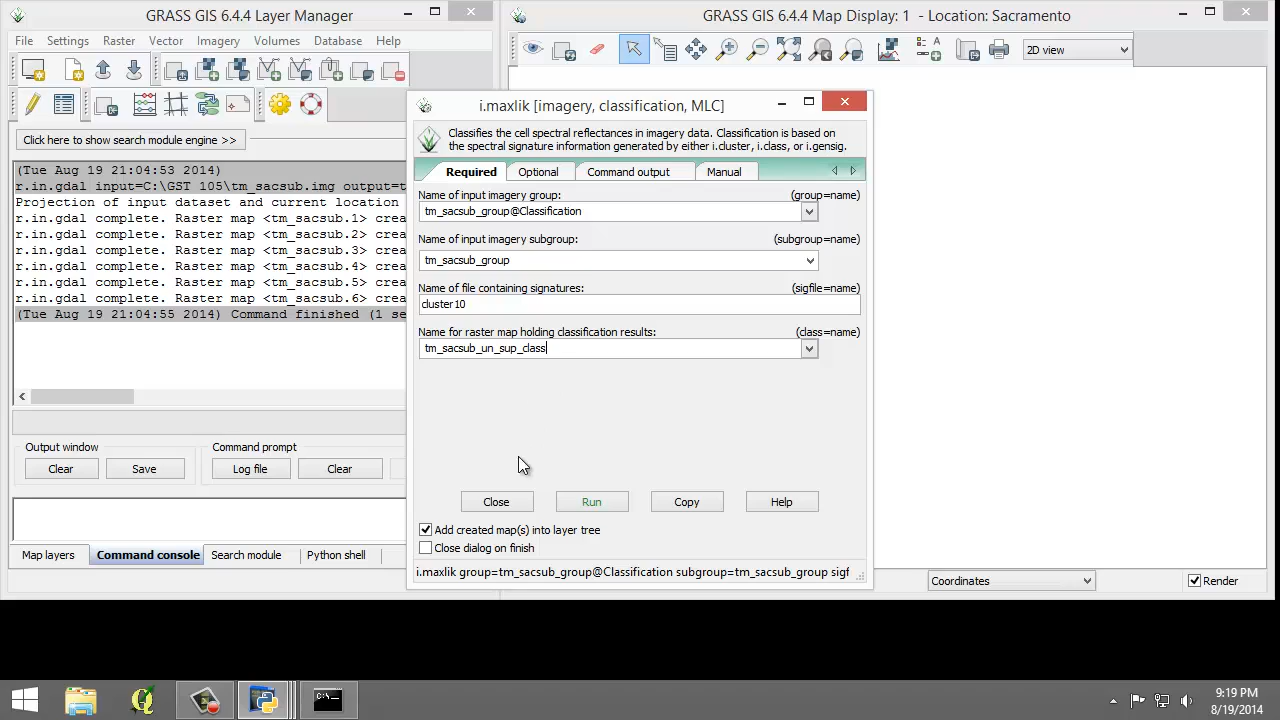 GRASS GIS 6.4.4 Layer Manager
File Settings Raster Vector Imagery Volumes Database Help
Click here to show search module engine >>
(Tue Aug 19 21:04:53 2014)
r.in.gdal input=C:\GST 105\tm_sacsub.img output=t
Projection of input dataset and current location
r.in.gdal complete. Raster map <tm_sacsub.1> crea
r.in.gdal complete. Raster map <tm_sacsub.2> crea
r.in.gdal complete. Raster map <tm_sacsub.3> crea
r.in.gdal complete. Raster map <tm_sacsub.4> crea
r.in.gdal complete. Raster map <tm_sacsub.5> crea
r.in.gdal complete. Raster map <tm_sacsub.6> crea
(Tue Aug 19 21:04:55 2014) Command finished (1 se
Output window
Command prompt
Clear
Save
Log file
Clear
Map layers
Command console
Search module
Python shell
GRASS GIS 6.4.4 Map Display: 1 - Location: Sacramento
2D view
i.maxlik [imagery, classification, MLC]
Classifies the cell spectral reflectances in imagery data. Classification is based on
the spectral signature information generated by either i.cluster, i.class, or i.gensig.
Required
Optional
Command output
Manual
Name of input imagery group: (group=name)
tm_sacsub_group@Classification
Name of input imagery subgroup: (subgroup=name)
tm_sacsub_group
Name of file containing signatures: (sigfile=name)
cluster10
Name for raster map holding classification results: (class=name)
tm_sacsub_un_sup_class
Close
Run
Copy
Help
Add created map(s) into layer tree
Close dialog on finish
i.maxlik group=tm_sacsub_group@Classification subgroup=tm_sacsub_group sigf
Coordinates
Render
9:19 PM
8/19/2014